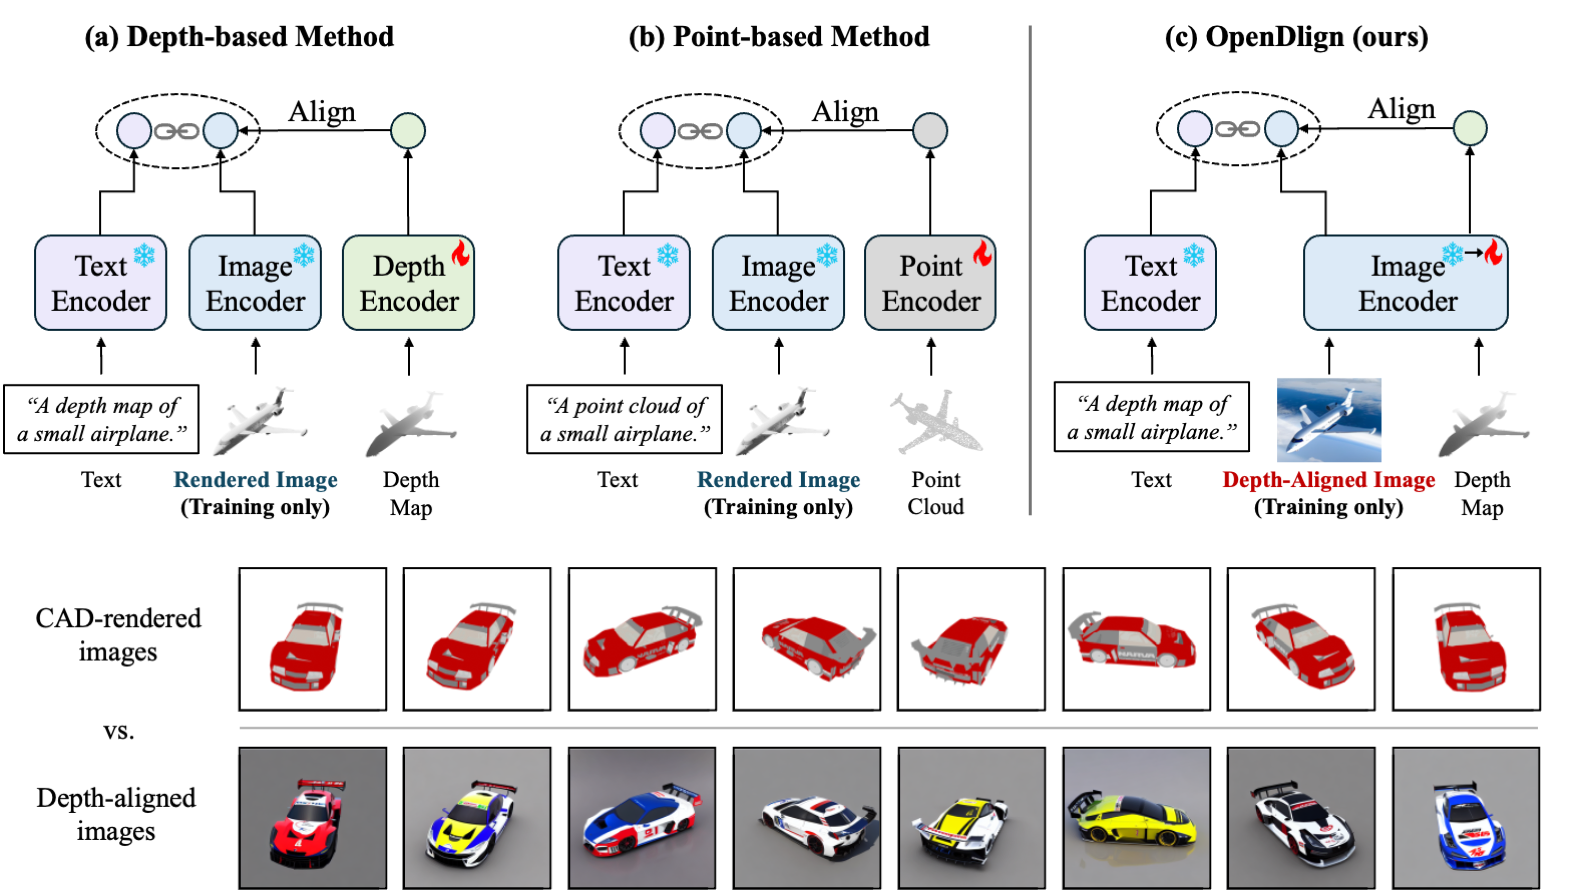 (a) Depth-based Method
Align
Text
Encoder
Image
Encoder
Depth
Encoder
“A depth map of
a small airplane.”
Text
Rendered Image
(Training only)
Depth
Map
(b) Point-based Method
Align
Text
Encoder
Image
Encoder
Point
Encoder
“A point cloud of
a small airplane.”
Text
Rendered Image
(Training only)
Point
Cloud
(c) OpenDlign (ours)
Align
Text
Encoder
Image
Encoder
“A depth map of
a small airplane.”
Text
Depth-Aligned Image
(Training only)
Depth
Map
CAD-rendered
images
vs.
Depth-aligned
images
21